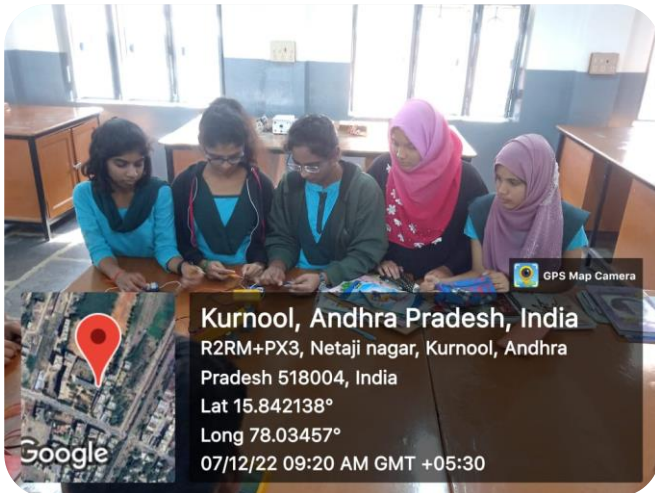 GPS Map Camera
Kurnool, Andhra Pradesh, India
R2RM+PX3, Netaji nagar, Kurnool, Andhra
Pradesh 518004, India
Lat 15.842138°
Long 78.03457°
07/12/22 09:20 AM GMT +05:30
Google